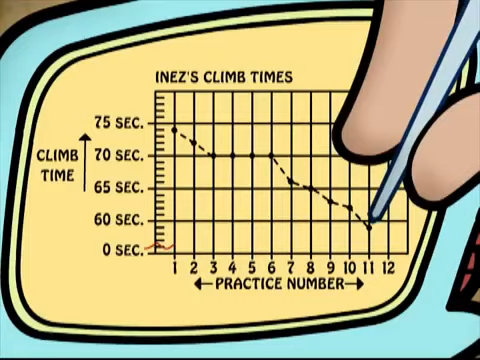 INEZ'S CLIMB TIMES
75 SEC.
70 SEC.
65 SEC.
60 SEC.
0 SEC.
CLIMB
TIME
1 2 3 4 5 6 7 8 9 10 11 12
PRACTICE NUMBER